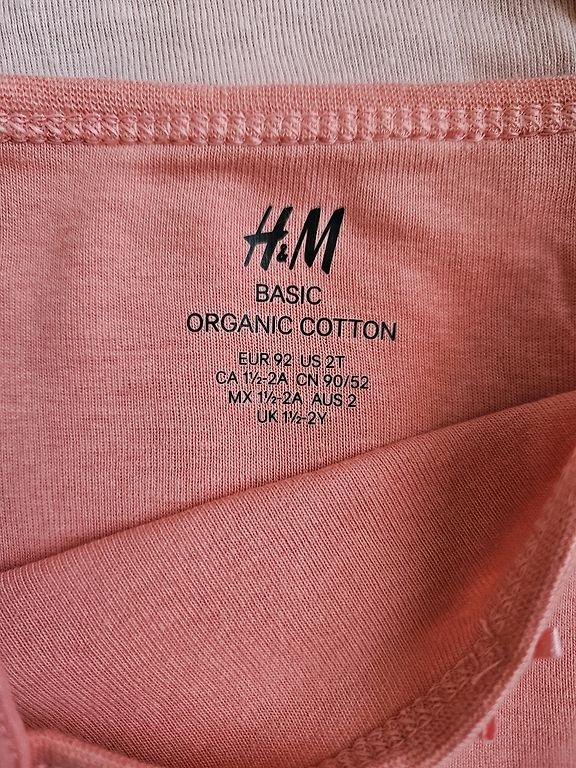 H&M
BASIC
ORGANIC COTTON
EUR 92 US 2T
CA 1½-2A CN 90/52
MX 1½-2A AUS 2
UK 1½-2Y